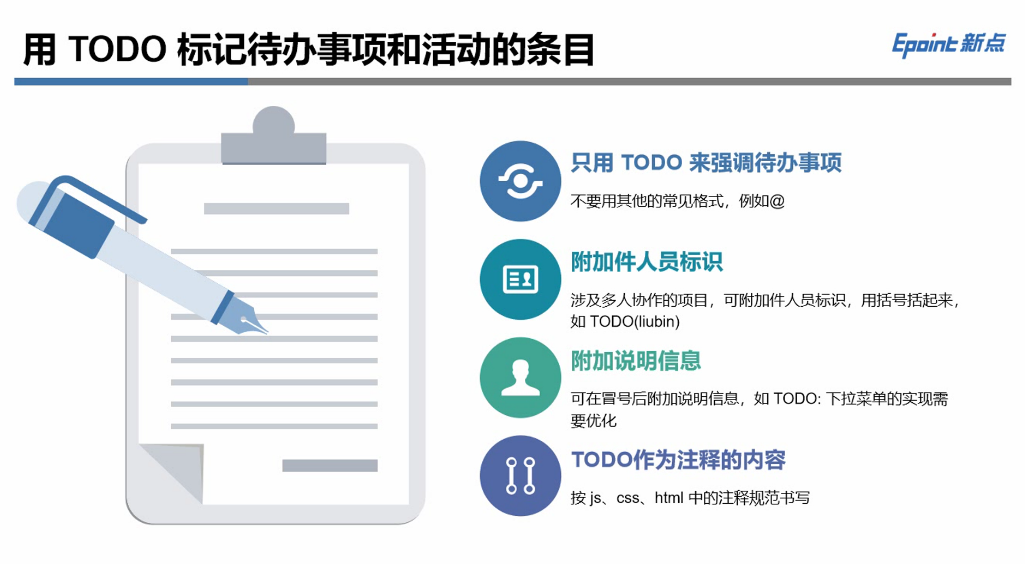 用 TODO 标记待办事项和活动的条目
Epoint 新点
只用 TODO 来强调待办事项
不要用其他的常见格式，例如@
附加件人员标识
涉及多人协作的项目，可附加件人员标识，用括号括起来，
如 TODO(liubin)
附加说明信息
可在冒号后附加说明信息，如 TODO: 下拉菜单的实现需
要优化
TODO作为注释的内容
按 js、css、html 中的注释规范书写